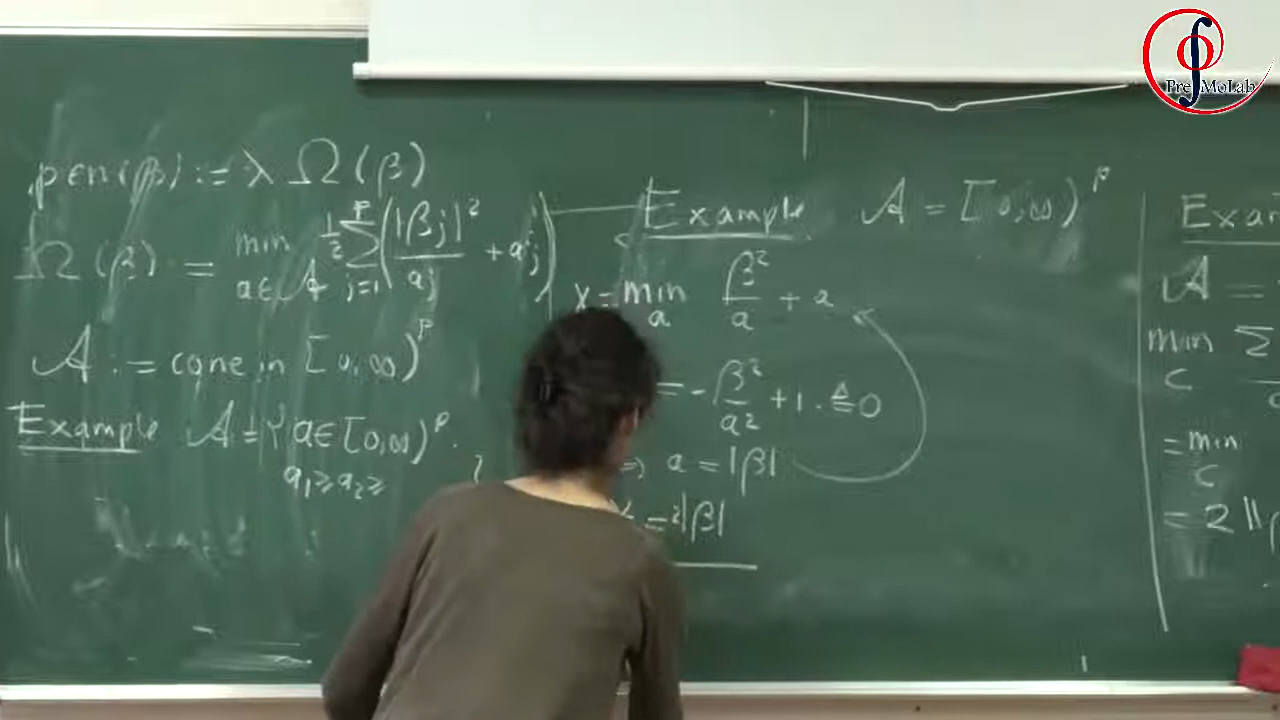 pen(β) := λ Ω(β)
Ω(β) = min a∈𝒜 1/2 Σ_{j=1}^p (|βj|²/aj + aj)
𝒜 := cone in [0,∞)^p
Example 𝒜 = { a∈[0,∞)^p.
a₁ ≥ a₂ ≥
Example 𝒜 = [0,∞)^p
min a β²/a + a
= -β²/a² + 1 ≜ 0
⇒ a = |β|
= 2|β|
𝒜 =
min c Σ
= min c
= 2 ||
PreMoLab